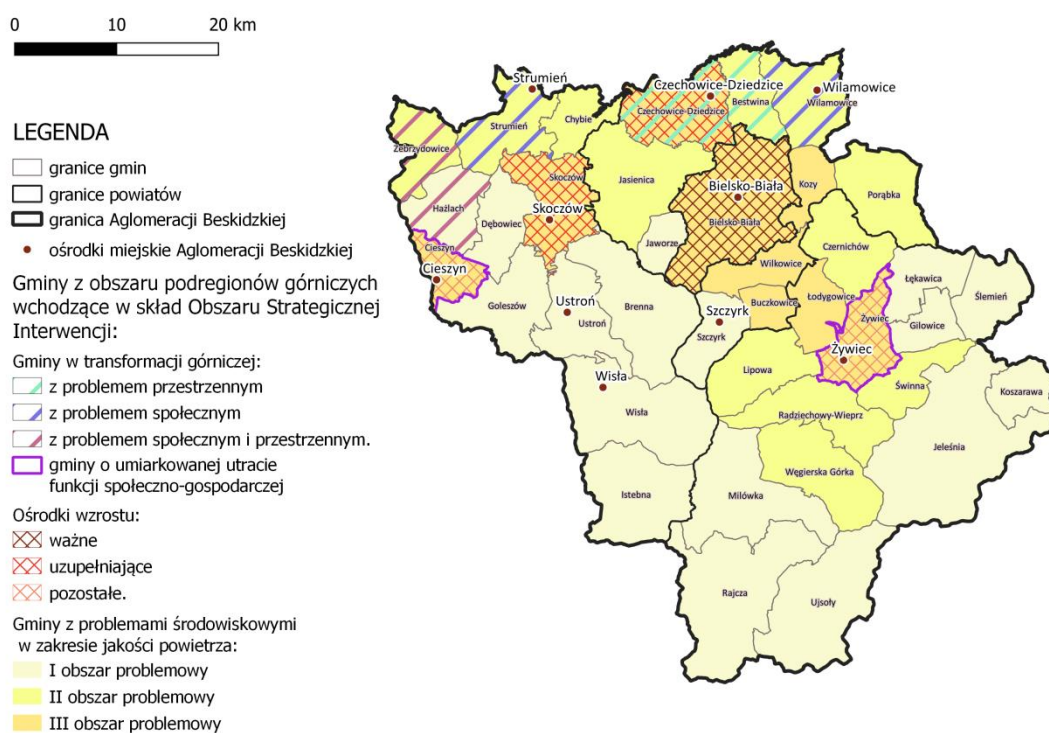 0 10 20 km
LEGENDA
granice gmin
granice powiatów
granica Aglomeracji Beskidzkiej
ośrodki miejskie Aglomeracji Beskidzkiej
Gminy z obszaru podregionów górniczych
wchodzące w skład Obszaru Strategicznej
Interwencji:
Gminy w transformacji górniczej:
z problemem przestrzennym
z problemem społecznym
z problemem społecznym i przestrzennym.
gminy o umiarkowanej utracie
funkcji społeczno-gospodarczej
Ośrodki wzrostu:
ważne
uzupełniające
pozostałe.
Gminy z problemami środowiskowymi
w zakresie jakości powietrza:
I obszar problemowy
II obszar problemowy
III obszar problemowy
Strumień
Czechowice-Dziedzice
Wilamowice
Bestwina
Wilamowice
Czechowice-Dziedzice
Chybie
Strumień
Zebrzydowice
Skoczów
Jasienica
Bielsko-Biała
Kozy
Porąbka
Hażlach
Skoczów
Bielsko-Biała
Dębowiec
Jaworze
Czernichów
Cieszyn
Cieszyn
Wilkowice
Łękawica
Ślemień
Goleszów
Ustroń
Brenna
Buczkowice
Łodygowice
Szczyrk
Żywiec
Gilowice
Ustroń
Szczyrk
Żywiec
Wisła
Lipowa
Świnna
Koszarawa
Wisła
Radziechowy-Wieprz
Jeleśnia
Węgierska Górka
Istebna
Milówka
Rajcza
Ujsoły